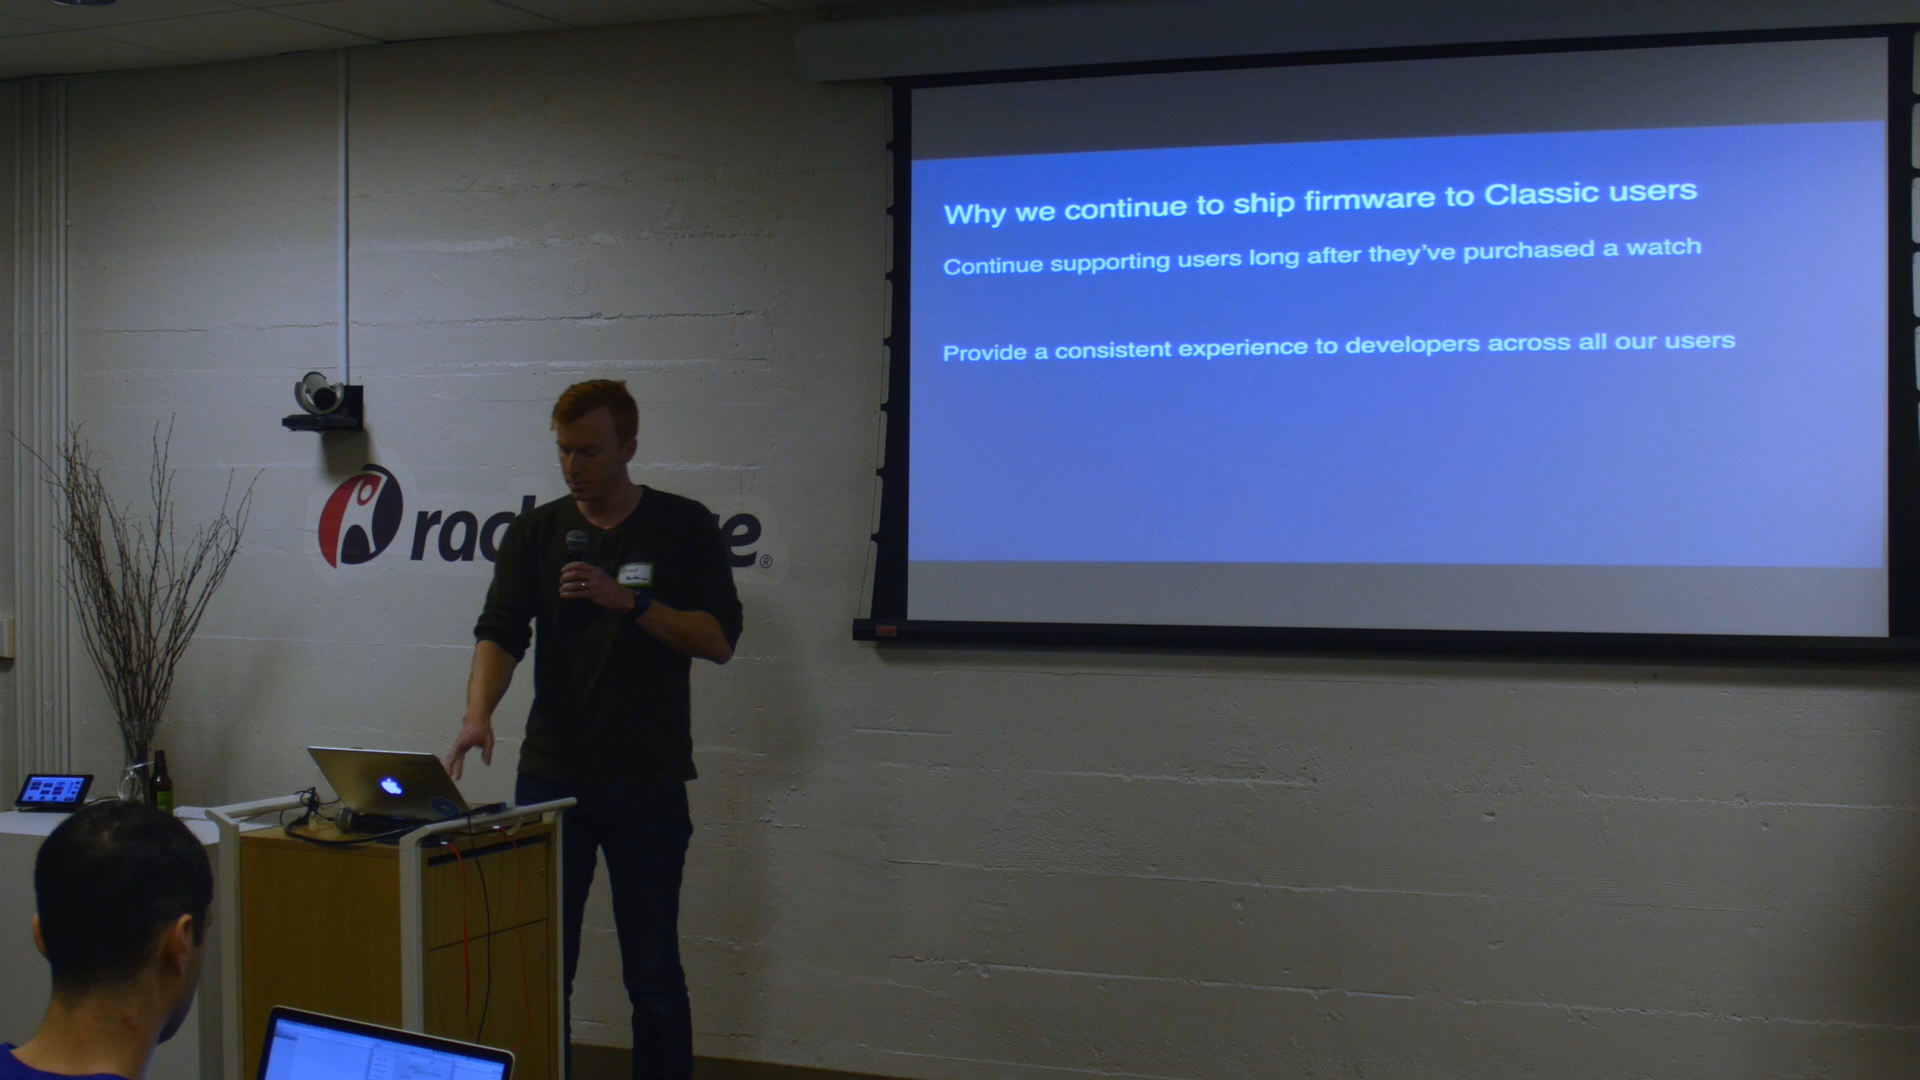 Why we continue to ship firmware to Classic users
Continue supporting users long after they've purchased a watch
Provide a consistent experience to developers across all our users
rac e®